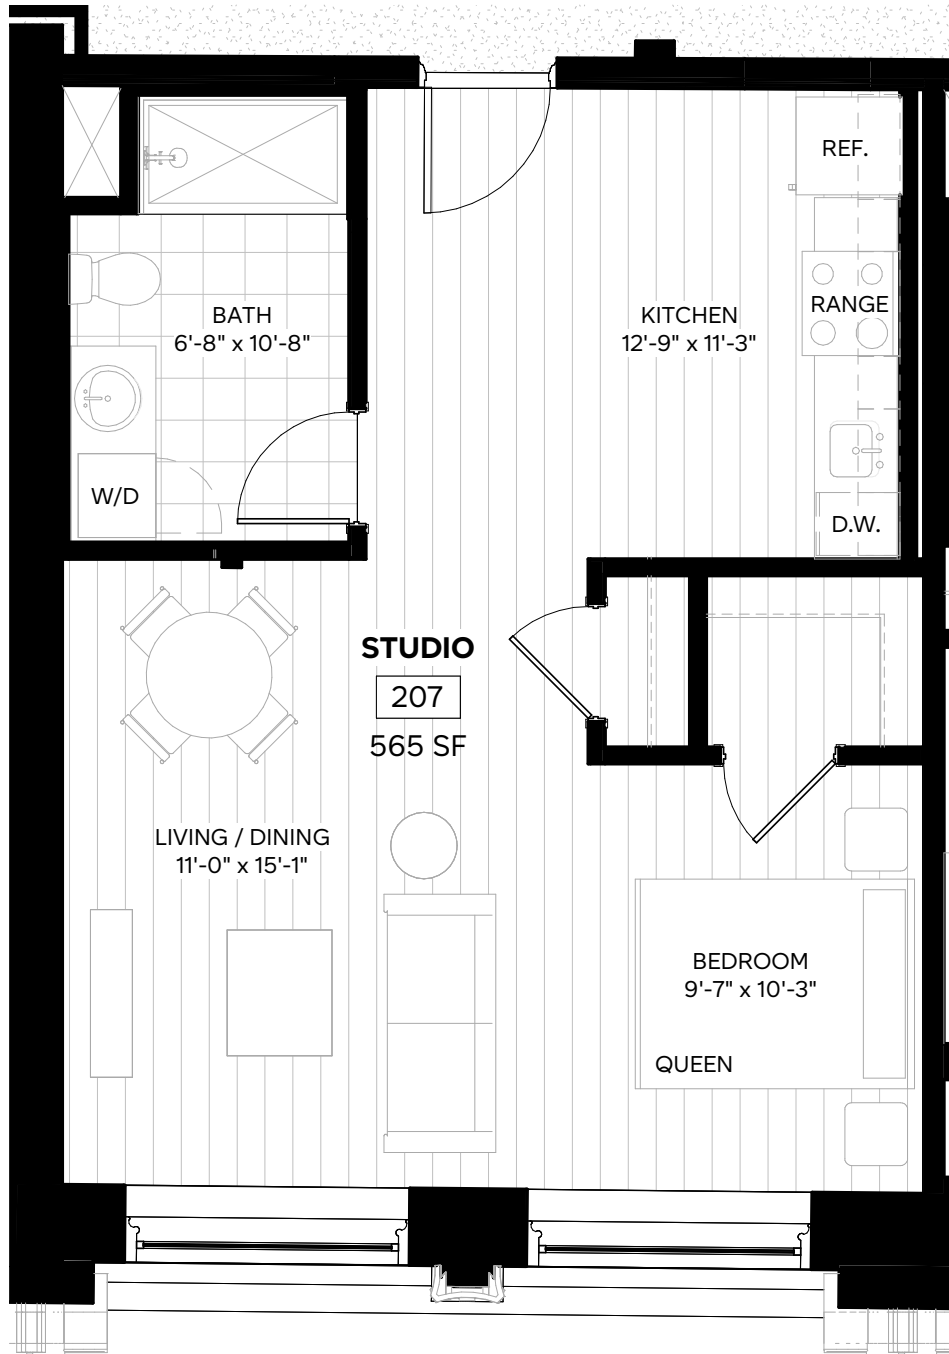 REF.
BATH
6'-8" x 10'-8"
KITCHEN
12'-9" x 11'-3"
RANGE
W/D
D.W.
STUDIO
207
565 SF
LIVING / DINING
11'-0" x 15'-1"
BEDROOM
9'-7" x 10'-3"
QUEEN